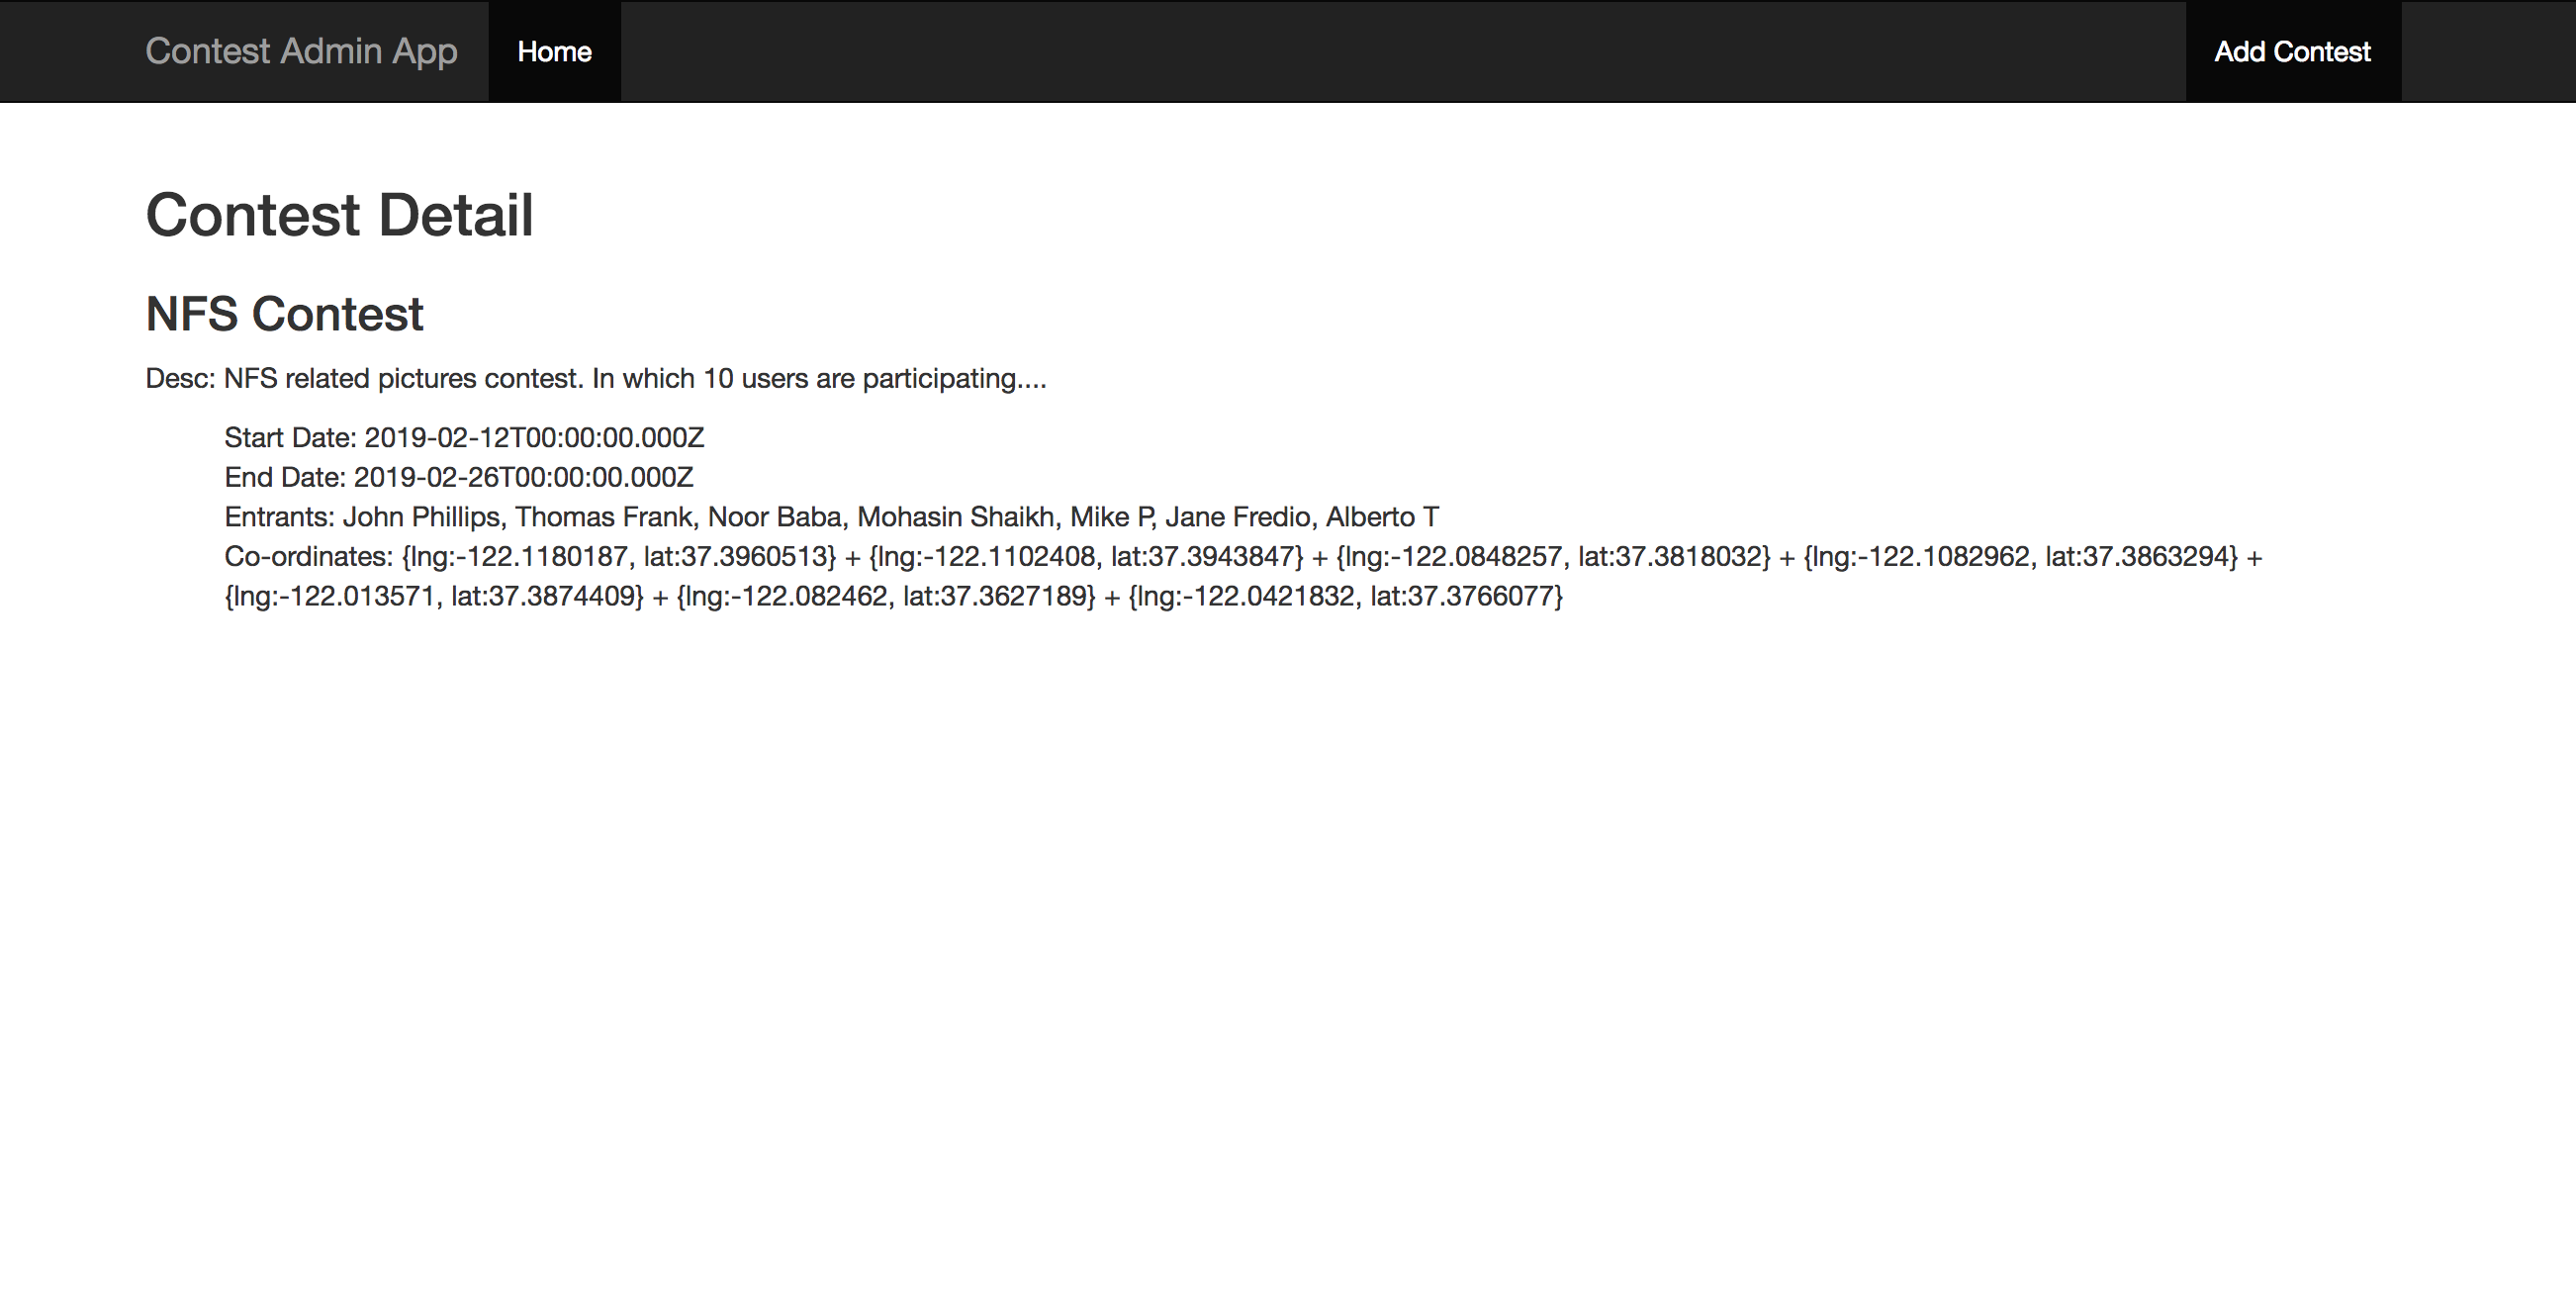 Contest Admin App Home Add Contest
Contest Detail
NFS Contest
Desc: NFS related pictures contest. In which 10 users are participating....
Start Date: 2019-02-12T00:00:00.000Z
End Date: 2019-02-26T00:00:00.000Z
Entrants: John Phillips, Thomas Frank, Noor Baba, Mohasin Shaikh, Mike P, Jane Fredio, Alberto T
Co-ordinates: {lng:-122.1180187, lat:37.3960513} + {lng:-122.1102408, lat:37.3943847} + {lng:-122.0848257, lat:37.3818032} + {lng:-122.1082962, lat:37.3863294} +
{lng:-122.013571, lat:37.3874409} + {lng:-122.082462, lat:37.3627189} + {lng:-122.0421832, lat:37.3766077}